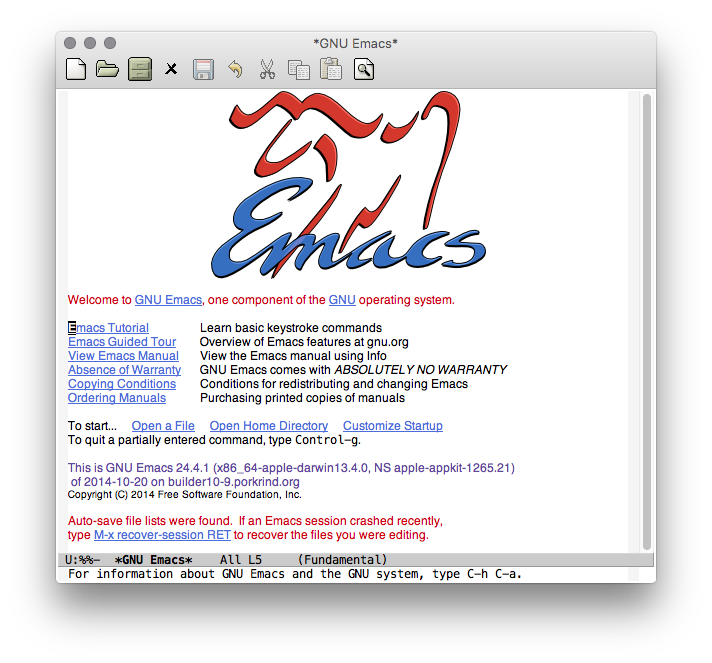 *GNU Emacs*
Emacs
Welcome to GNU Emacs, one component of the GNU operating system.
Emacs Tutorial Learn basic keystroke commands
Emacs Guided Tour Overview of Emacs features at gnu.org
View Emacs Manual View the Emacs manual using Info
Absence of Warranty GNU Emacs comes with ABSOLUTELY NO WARRANTY
Copying Conditions Conditions for redistributing and changing Emacs
Ordering Manuals Purchasing printed copies of manuals
To start... Open a File Open Home Directory Customize Startup
To quit a partially entered command, type Control-g.
This is GNU Emacs 24.4.1 (x86_64-apple-darwin13.4.0, NS apple-appkit-1265.21)
of 2014-10-20 on builder10-9.porkrind.org
Copyright (C) 2014 Free Software Foundation, Inc.
Auto-save file lists were found. If an Emacs session crashed recently,
type M-x recover-session RET to recover the files you were editing.
U:%%- *GNU Emacs* All L5 (Fundamental)
For information about GNU Emacs and the GNU system, type C-h C-a.